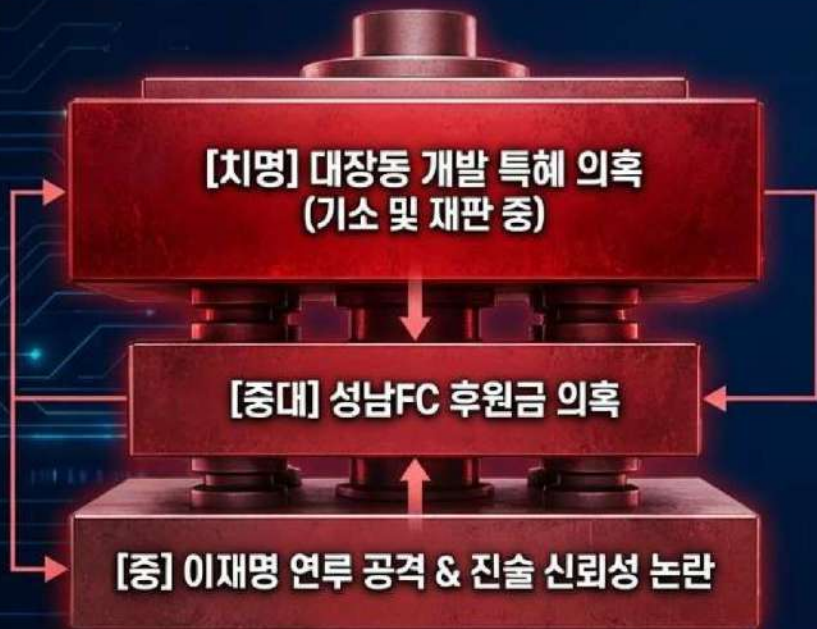 [치명] 대장동 개발 특혜 의혹
(기소 및 재판 중)
[중대] 성남FC 후원금 의혹
[중] 이재명 연루 공격 & 진술 신뢰성 논란